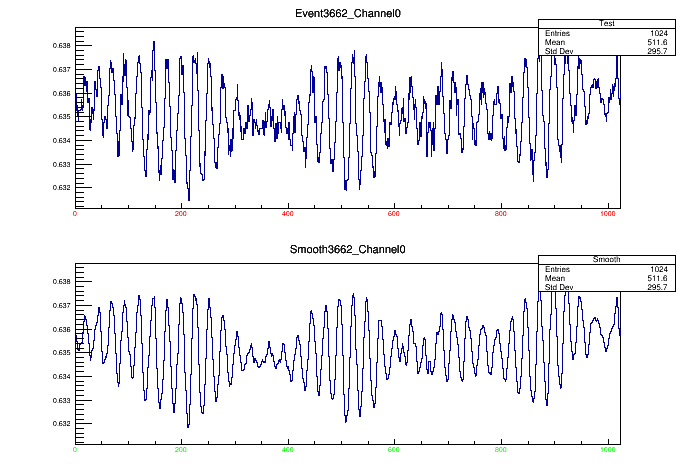 Event3662_Channel0
Test
Entries 1024
Mean 511.6
Std Dev 295.7
0.638
0.637
0.636
0.635
0.634
0.633
0.632
0 200 400 600 800 1000
Smooth3662_Channel0
Smooth
Entries 1024
Mean 511.6
Std Dev 295.7
0.638
0.637
0.636
0.635
0.634
0.633
0.632
0 200 400 600 800 1000